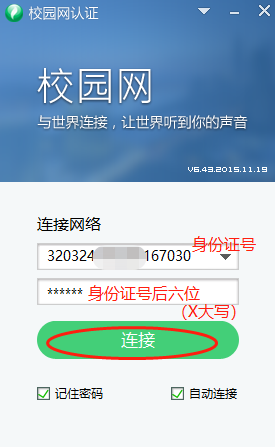 校园网认证
校园网
与世界连接，让世界听到你的声音
V6.43.2015.11.19
连接网络
320324 167030 身份证号
****** 身份证号后六位
（X大写）
连接
记住密码 自动连接